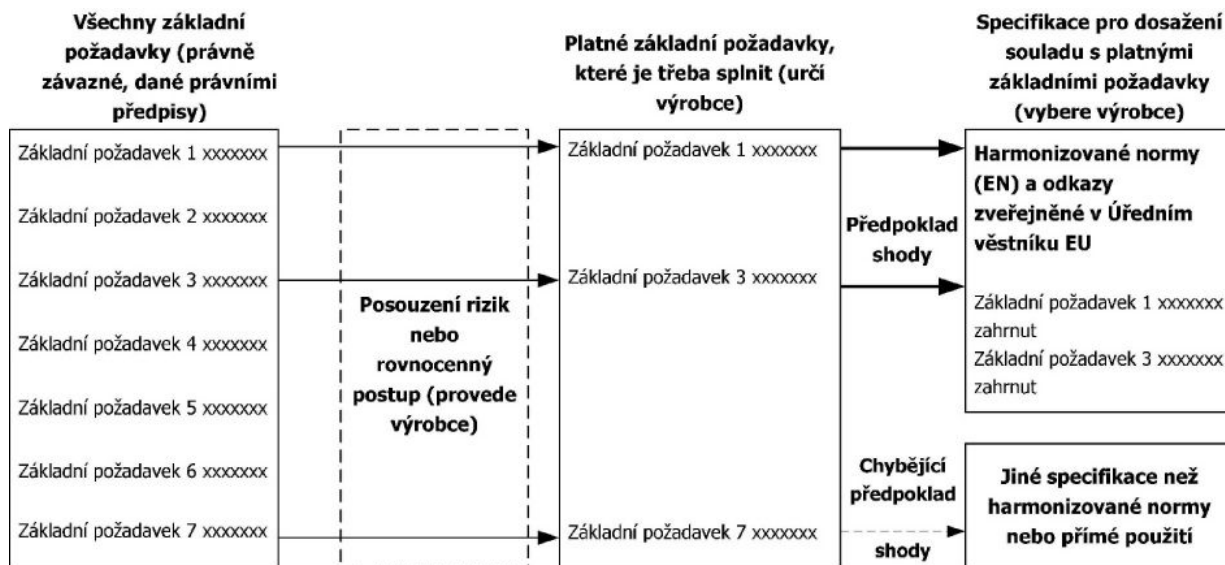 Všechny základní
požadavky (právně
závazné, dané právními
předpisy)
Základní požadavek 1 xxxxxxx
Základní požadavek 2 xxxxxxx
Základní požadavek 3 xxxxxxx
Základní požadavek 4 xxxxxxx
Základní požadavek 5 xxxxxxx
Základní požadavek 6 xxxxxxx
Základní požadavek 7 xxxxxxx
Posouzení rizik
nebo
rovnocenný
postup (provede
výrobce)
Platné základní požadavky,
které je třeba splnit (určí
výrobce)
Základní požadavek 1 xxxxxxx
Základní požadavek 3 xxxxxxx
Základní požadavek 7 xxxxxxx
Předpoklad
shody
Chybějící
předpoklad
shody
Specifikace pro dosažení
souladu s platnými
základními požadavky
(vybere výrobce)
Harmonizované normy
(EN) a odkazy
zveřejněné v Úředním
věstníku EU
Základní požadavek 1 xxxxxxx
zahrnut
Základní požadavek 3 xxxxxxx
zahrnut
Jiné specifikace než
harmonizované normy
nebo přímé použití